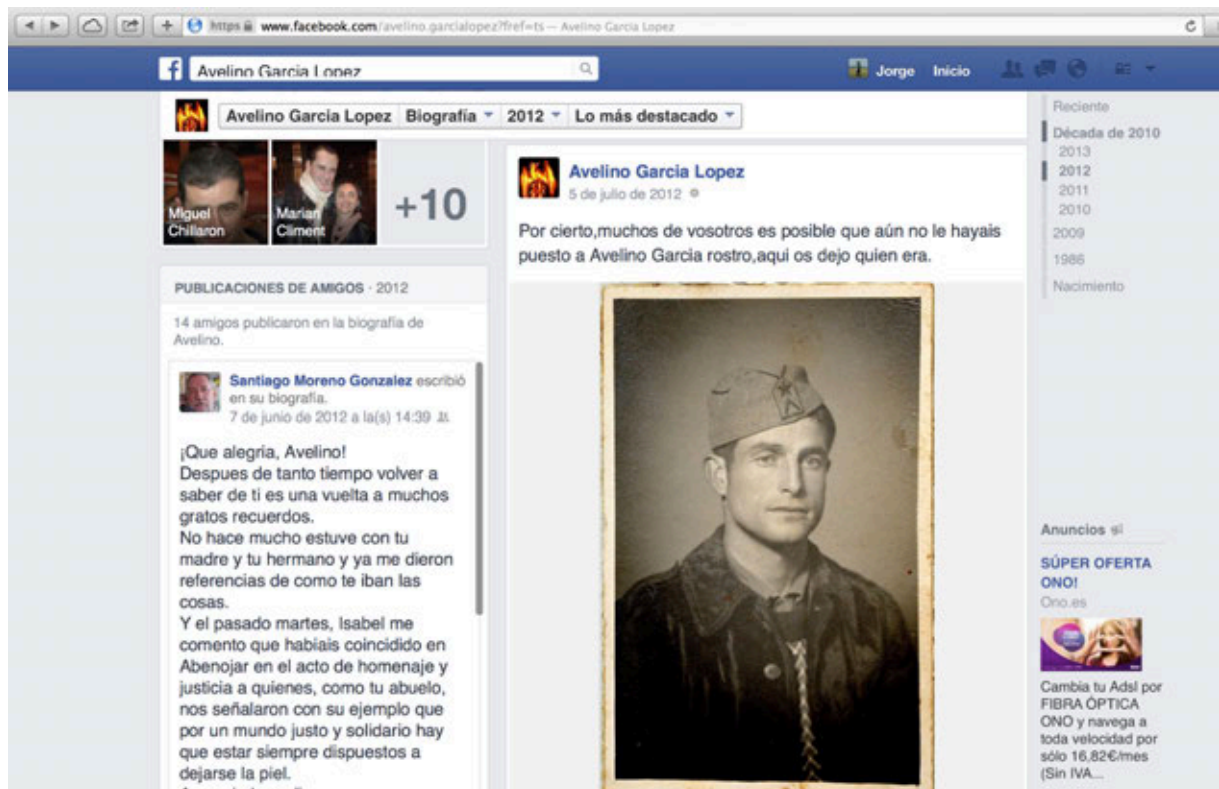 https www.facebook.com/avelino.garcialopez?fref=ts — Avelino Garcia Lopez
f
Avelino Garcia Lopez
Jorge Inicio
Avelino Garcia Lopez Biografía 2012 Lo más destacado
Miguel
Chillaron
Marian
Climent
+10
PUBLICACIONES DE AMIGOS · 2012
14 amigos publicaron en la biografía de
Avelino.
Santiago Moreno Gonzalez escribió
en su biografía.
7 de junio de 2012 a la(s) 14:39
¡Que alegria, Avelino!
Despues de tanto tiempo volver a
saber de ti es una vuelta a muchos
gratos recuerdos.
No hace mucho estuve con tu
madre y tu hermano y ya me dieron
referencias de como te iban las
cosas.
Y el pasado martes, Isabel me
comento que habiais coincidido en
Abenojar en el acto de homenaje y
justicia a quienes, como tu abuelo,
nos señalaron con su ejemplo que
por un mundo justo y solidario hay
que estar siempre dispuestos a
dejarse la piel.
Avelino Garcia Lopez
5 de julio de 2012
Por cierto,muchos de vosotros es posible que aún no le hayais
puesto a Avelino Garcia rostro,aqui os dejo quien era.
Reciente
Década de 2010
2013
2012
2011
2010
2009
1986
Nacimiento
Anuncios
SÚPER OFERTA
ONO!
Ono.es
Cambia tu Adsl por
FIBRA ÓPTICA
ONO y navega a
toda velocidad por
sólo 16,82€/mes
(Sin IVA...